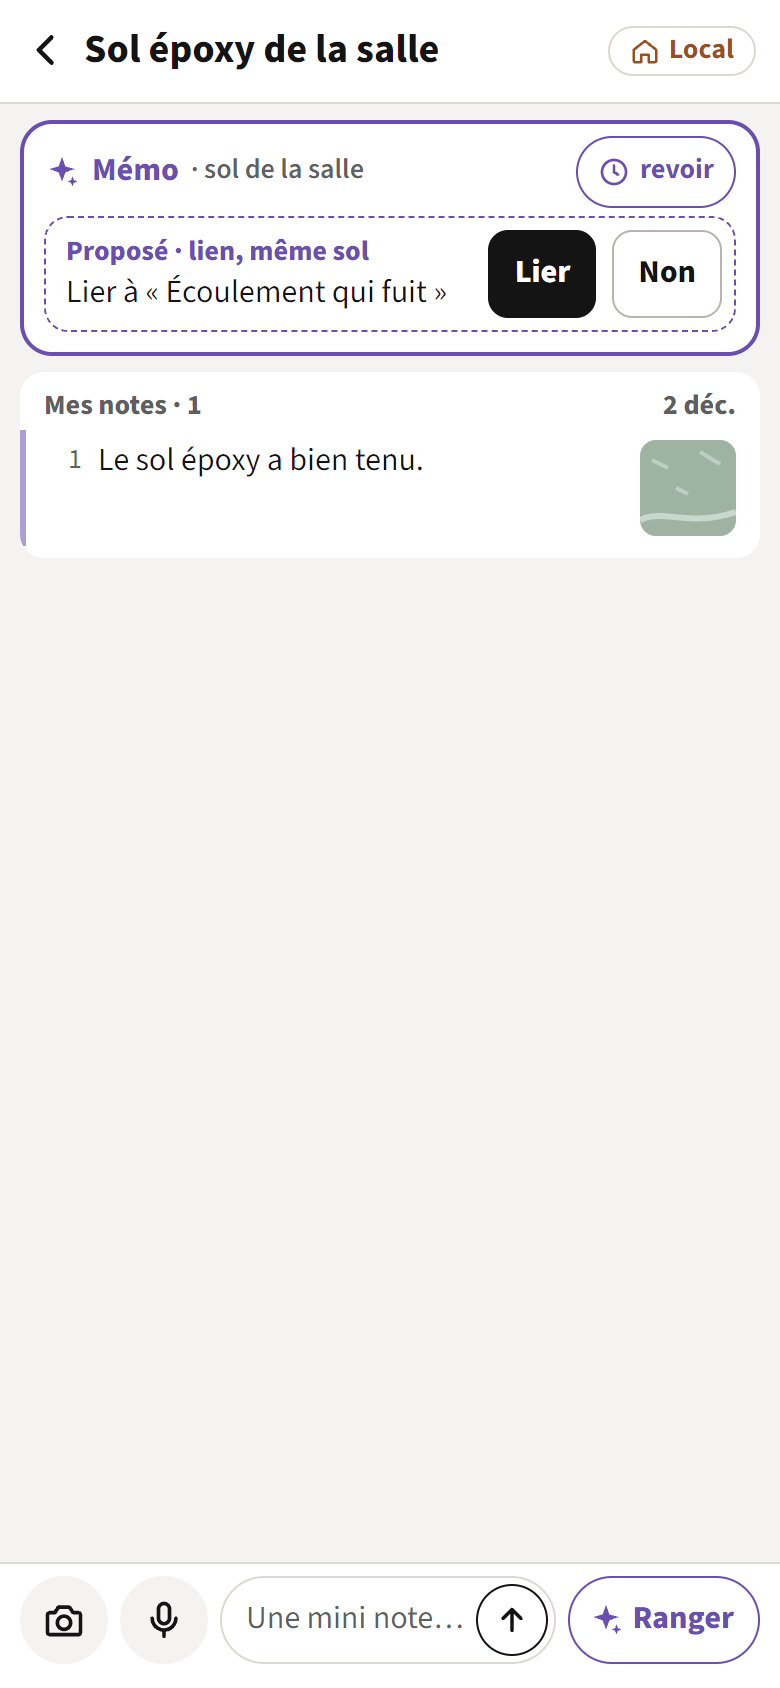 Sol époxy de la salle
Local
Mémo · sol de la salle
revoir
Proposé · lien, même sol
Lier à « Écoulement qui fuit »
Lier
Non
Mes notes · 1
2 déc.
1 Le sol époxy a bien tenu.
Une mini note…
Ranger